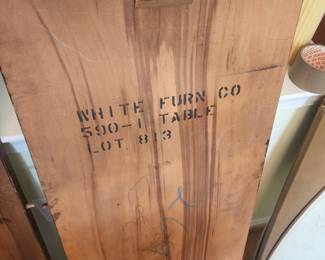 WHITE FURN CO
590-1 TABLE
LOT 813